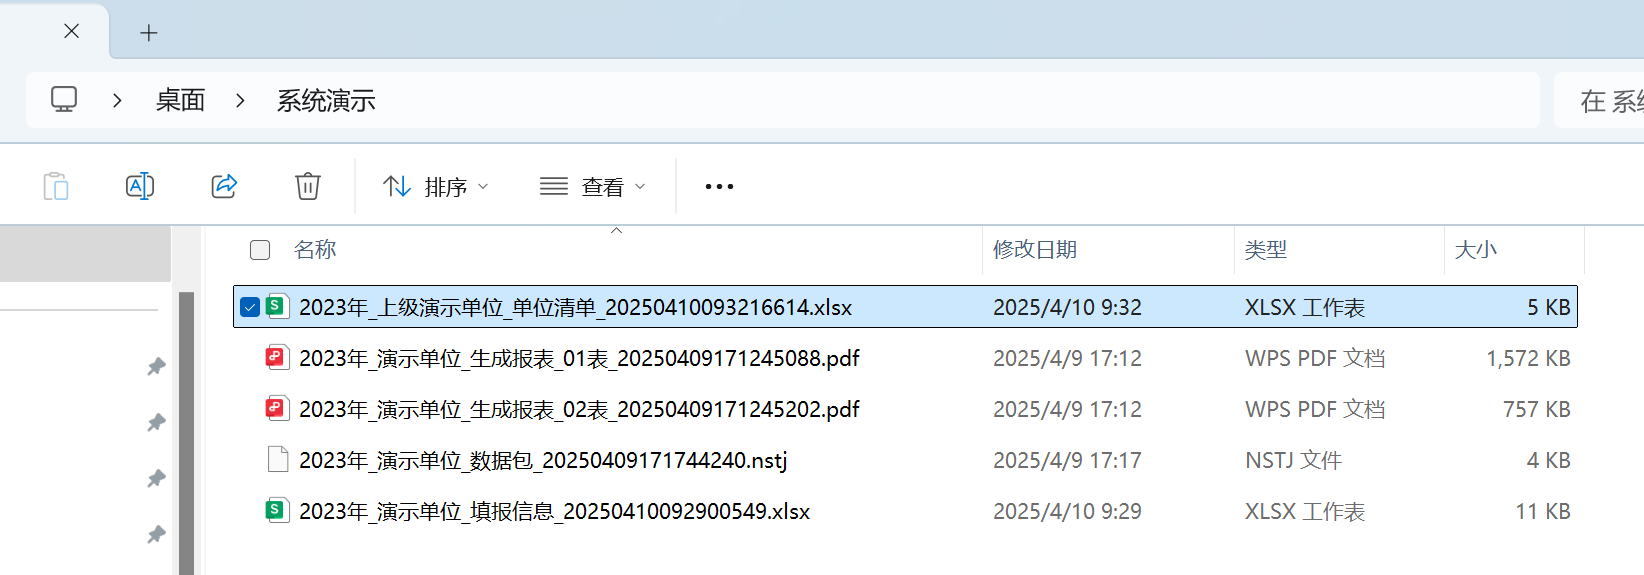 桌面 系统演示 在 系
排序 查看
名称 修改日期 类型 大小
2023年_上级演示单位_单位清单_20250410093216614.xlsx 2025/4/10 9:32 XLSX 工作表 5 KB
2023年_演示单位_生成报表_01表_20250409171245088.pdf 2025/4/9 17:12 WPS PDF 文档 1,572 KB
2023年_演示单位_生成报表_02表_20250409171245202.pdf 2025/4/9 17:12 WPS PDF 文档 757 KB
2023年_演示单位_数据包_20250409171744240.nstj 2025/4/9 17:17 NSTJ 文件 4 KB
2023年_演示单位_填报信息_20250410092900549.xlsx 2025/4/10 9:29 XLSX 工作表 11 KB